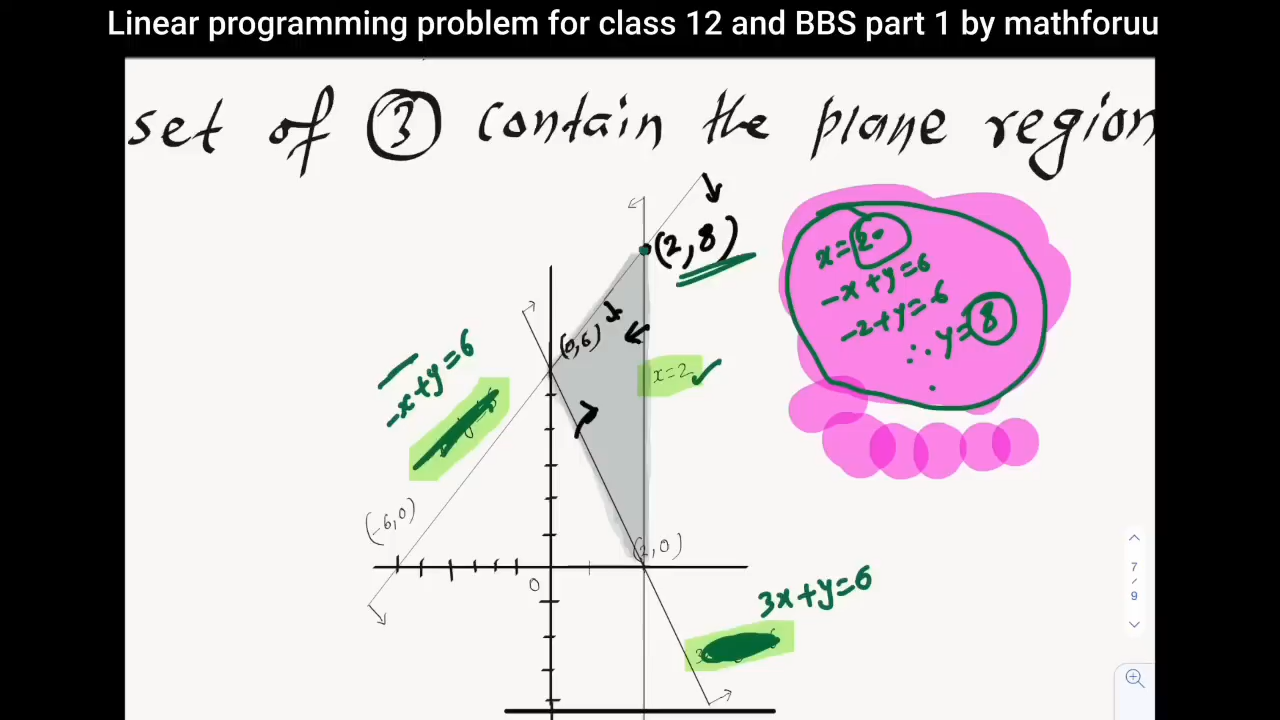 Linear programming problem for class 12 and BBS part 1 by mathforuu
set of ③ contain the plane region
(2,8)
x=2
-x+y=6
-2+y=6
∴y=8
(0,6)
-x+y=6
x=2
(-6,0)
(2,0)
0
3x+y=6
7
/
9